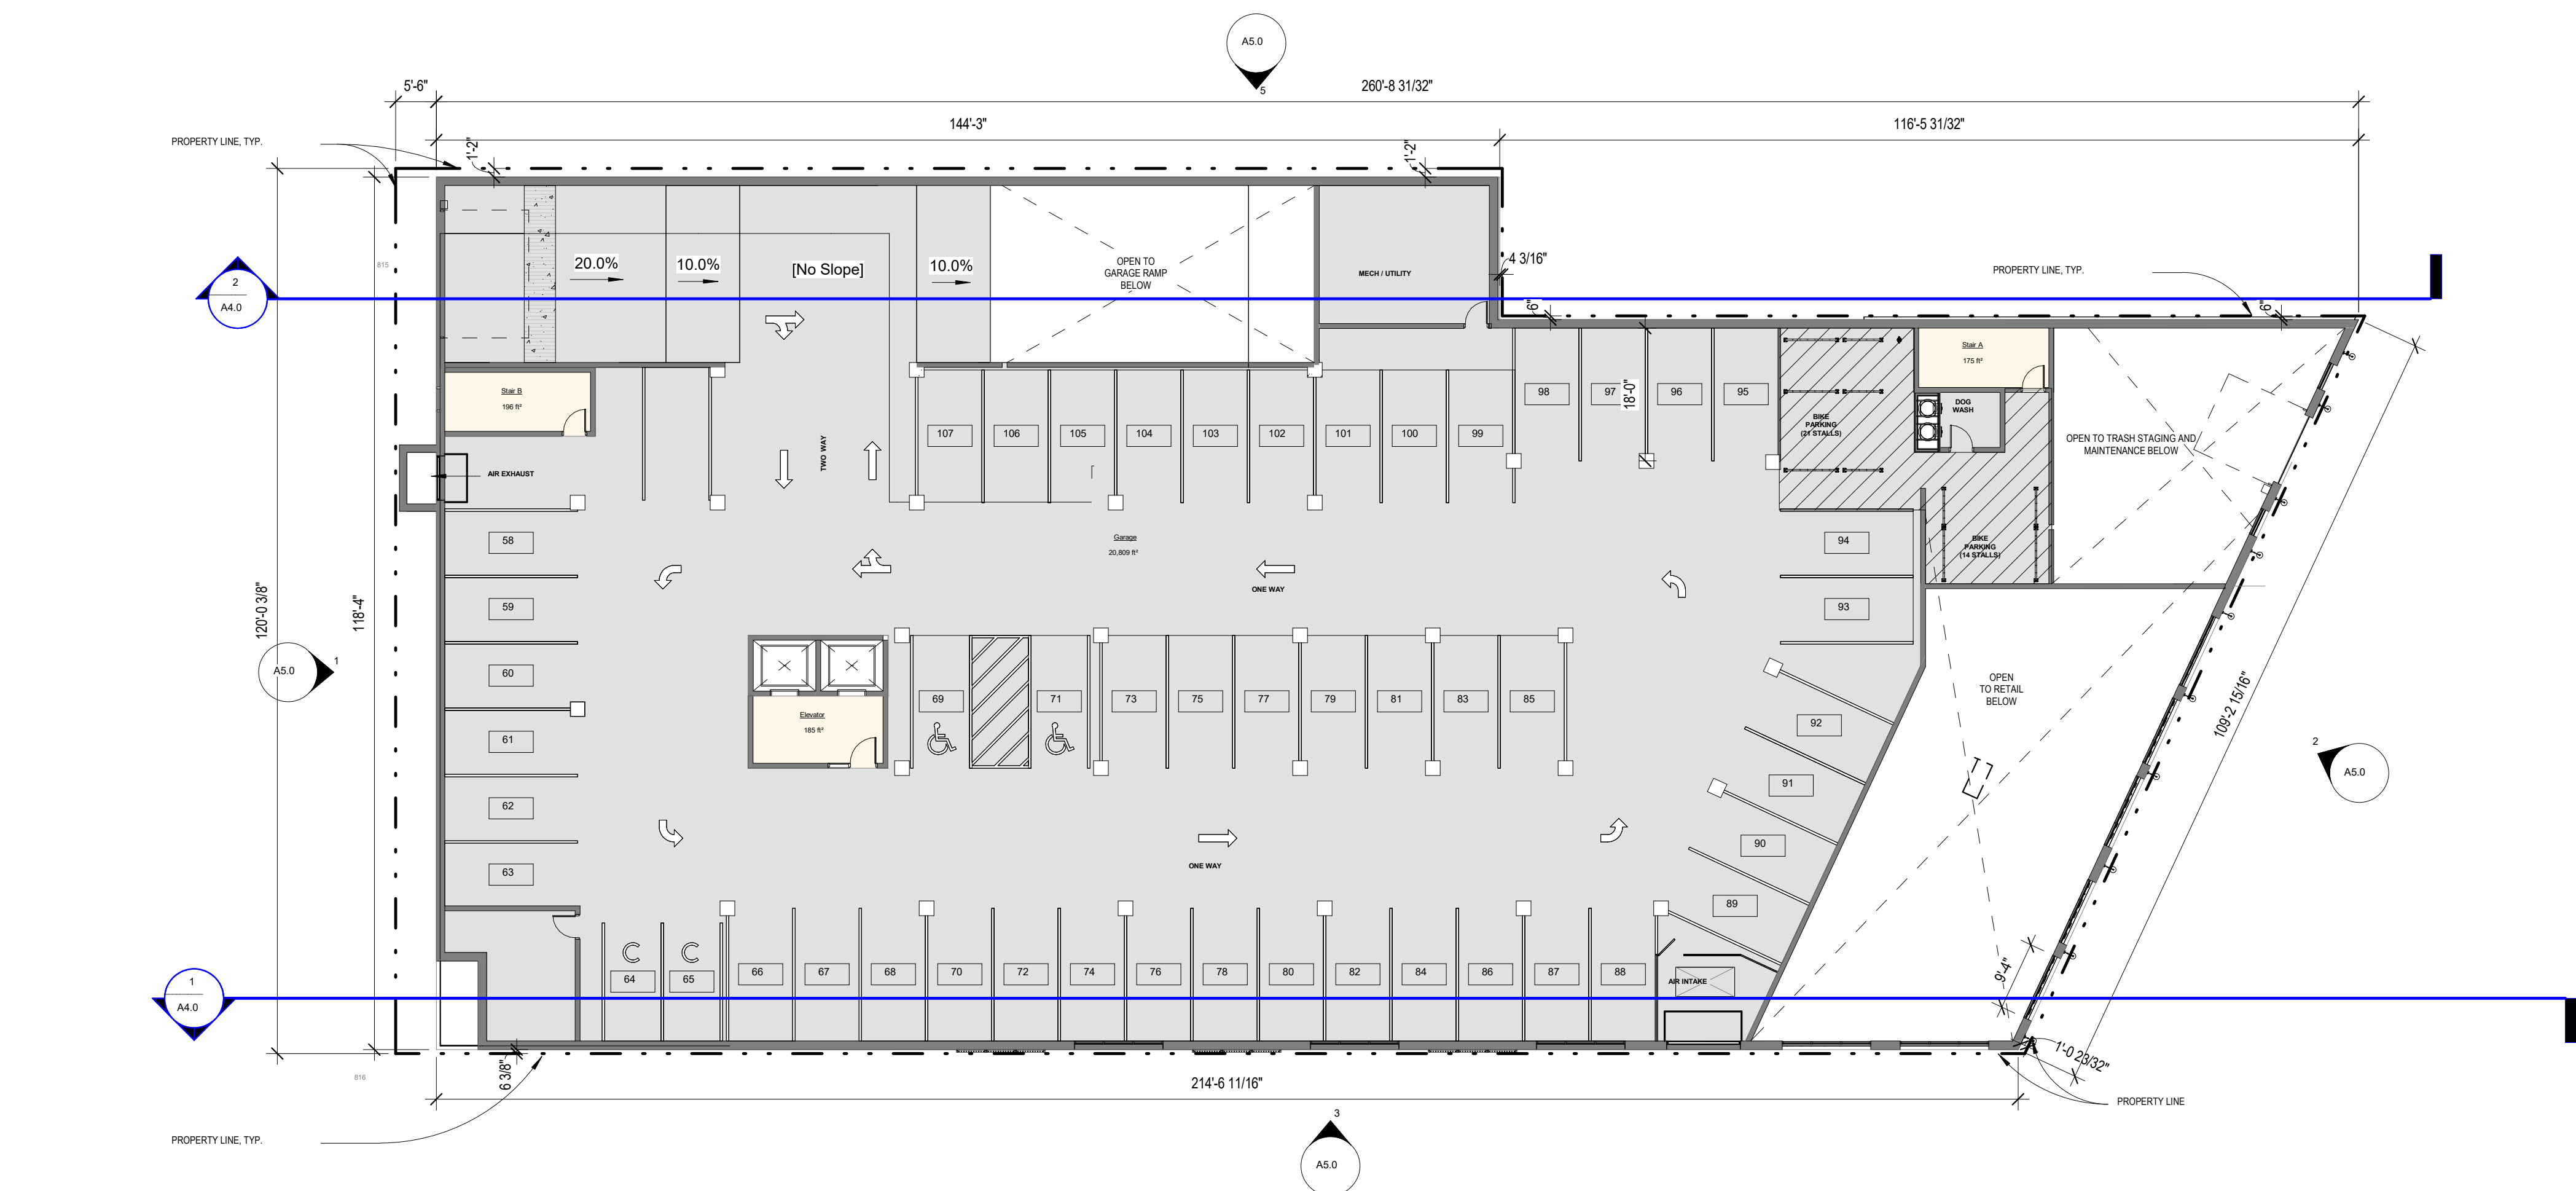 A5.0
5
5'-6"
260'-8 31/32"
144'-3"
116'-5 31/32"
PROPERTY LINE, TYP.
1'-2"
1'-2"
815
2
A4.0
20.0%
10.0%
[No Slope]
10.0%
OPEN TO
GARAGE RAMP
BELOW
MECH / UTILITY
4 3/16"
PROPERTY LINE, TYP.
6"
6"
Stair B
196 ft²
Stair A
175 ft²
98
97
96
95
18'-0"
DOG
WASH
BIKE
PARKING
(21 STALLS)
OPEN TO TRASH STAGING AND
MAINTENANCE BELOW
TWO WAY
107
106
105
104
103
102
101
100
99
AIR EXHAUST
58
Garage
20,809 ft²
94
BIKE
PARKING
(14 STALLS)
ONE WAY
59
93
120'-0 3/8"
118'-4"
A5.0
1
60
69
71
73
75
77
79
81
83
85
OPEN
TO RETAIL
BELOW
Elevator
185 ft²
92
109'-2 15/16"
61
2
A5.0
91
62
90
ONE WAY
63
89
C
C
64
65
66
67
68
70
72
74
76
78
80
82
84
86
87
88
AIR INTAKE
9'-4"
1
A4.0
1'-0 23/32"
816
6 3/8"
214'-6 11/16"
PROPERTY LINE
3
PROPERTY LINE, TYP.
A5.0